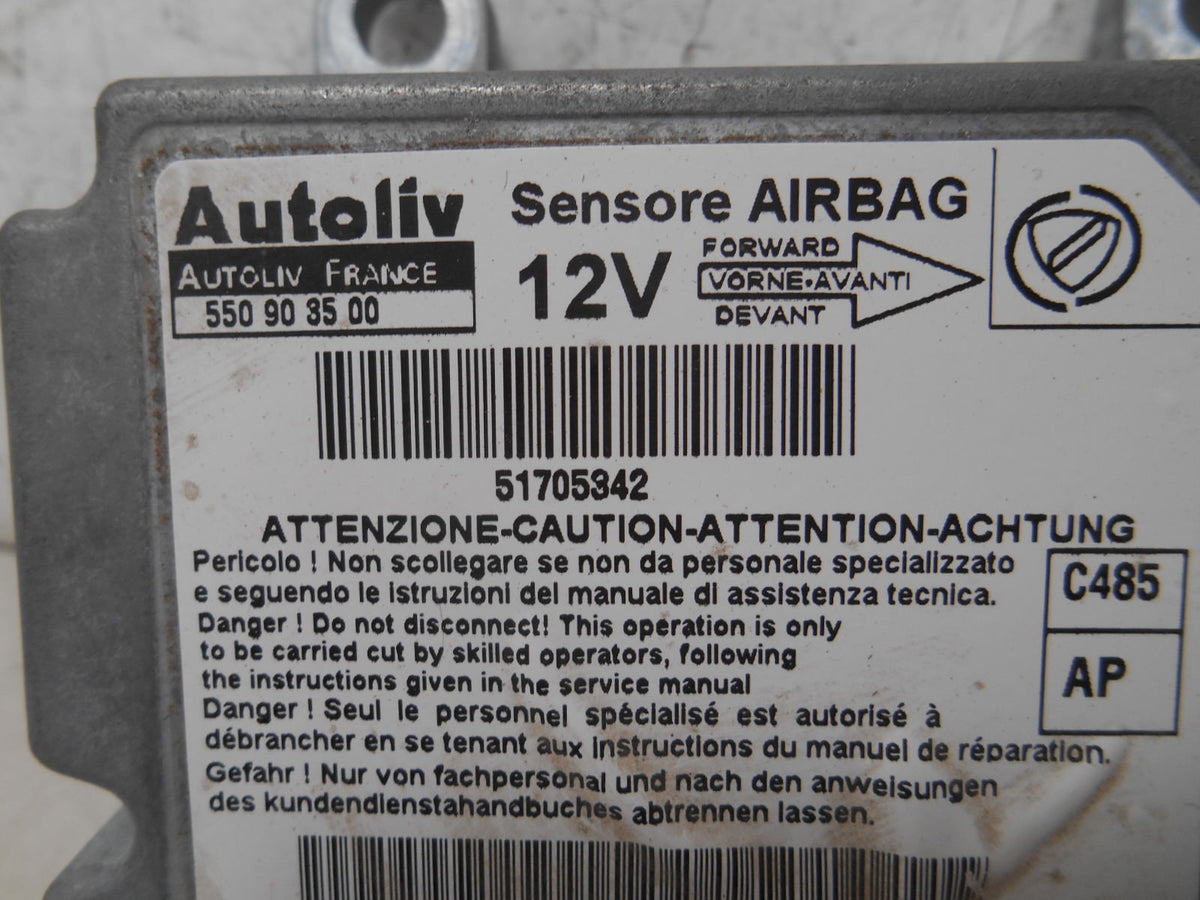 Autoliv
Sensore AIRBAG
AUTOLIV FRANCE
550 90 35 00
12V
FORWARD
VORNE-AVANTI
DEVANT
51705342
ATTENZIONE-CAUTION-ATTENTION-ACHTUNG
Pericolo ! Non scollegare se non da personale specializzato
e seguendo le istruzioni del manuale di assistenza tecnica.
Danger ! Do not disconnect! This operation is only
to be carried cut by skilled operators, following
the instructions given in the service manual
Danger ! Seul le personnel spécialisé est autorisé à
débrancher en se tenant aux Instructions du manuel de réparation.
Gefahr ! Nur von fachpersonal und nach den anweisungen
des kundendlenstahandbuches abtrennen lassen.
C485
AP